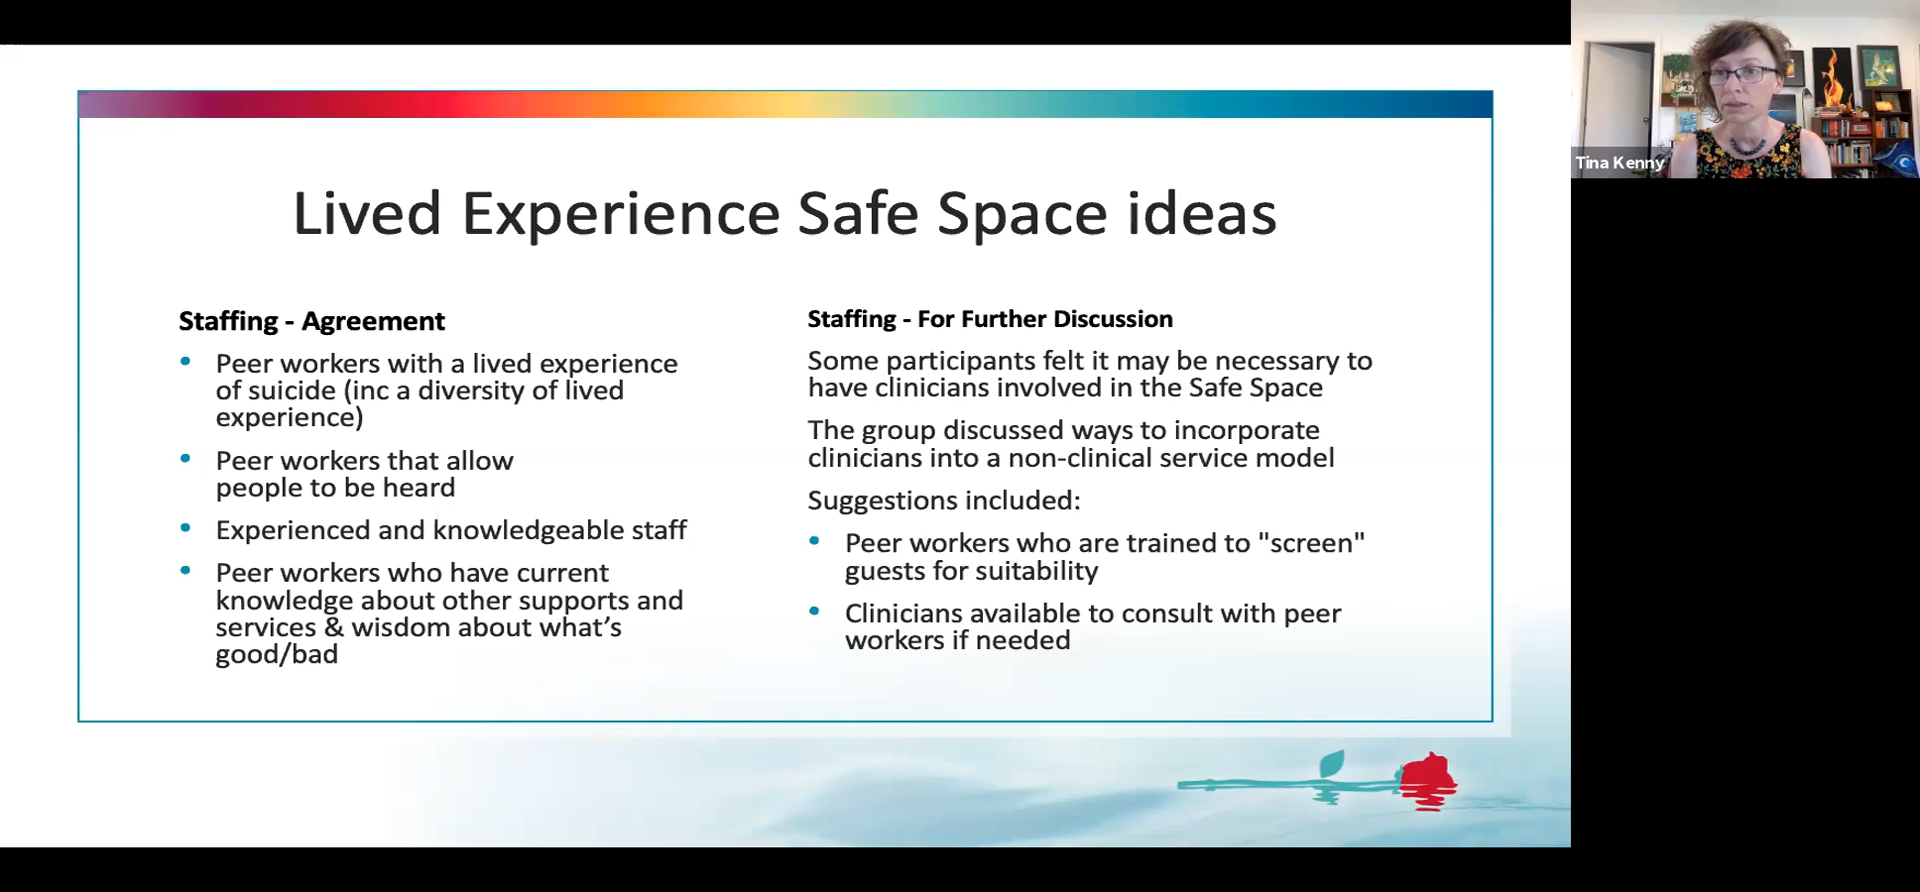 Lived Experience Safe Space ideas
Staffing - Agreement
Peer workers with a lived experience
of suicide (inc a diversity of lived
experience)
Peer workers that allow
people to be heard
Experienced and knowledgeable staff
Peer workers who have current
knowledge about other supports and
services & wisdom about what’s
good/bad
Staffing - For Further Discussion
Some participants felt it may be necessary to
have clinicians involved in the Safe Space
The group discussed ways to incorporate
clinicians into a non-clinical service model
Suggestions included:
Peer workers who are trained to "screen"
guests for suitability
Clinicians available to consult with peer
workers if needed
Tina Kenny